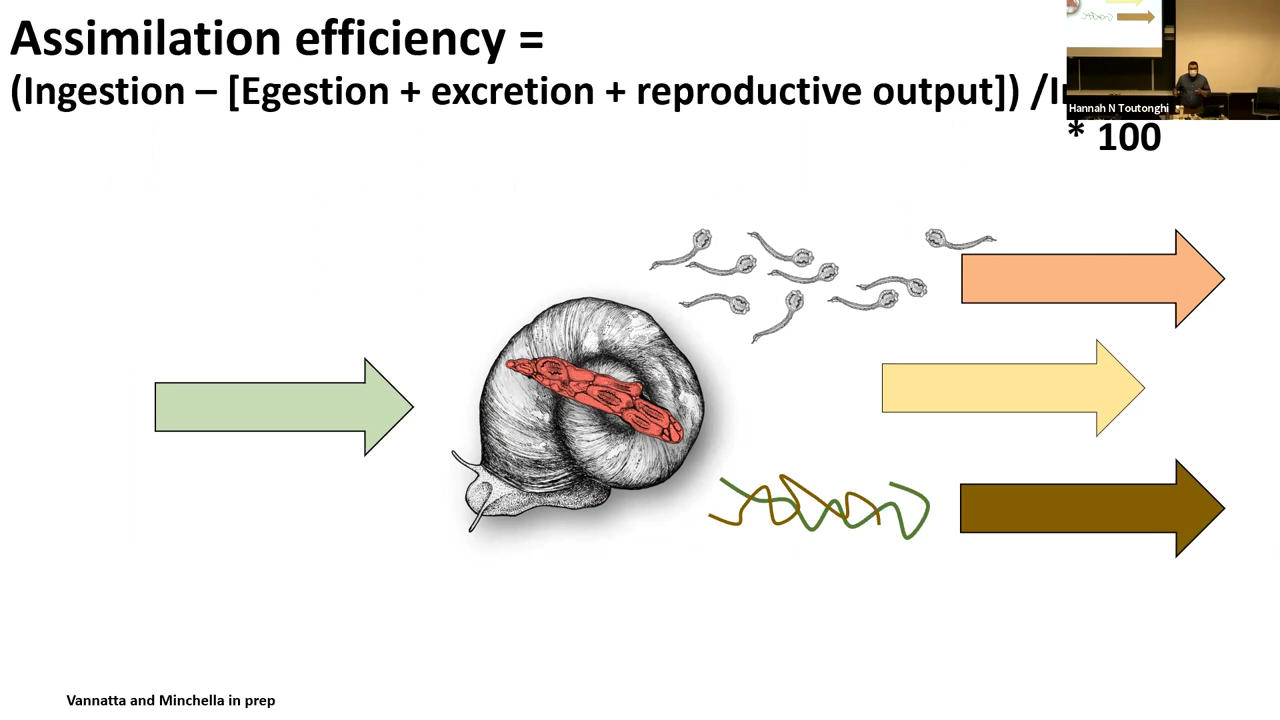 Assimilation efficiency =
(Ingestion – [Egestion + excretion + reproductive output]) /
* 100
Hannah N Toutonghi
Vannatta and Minchella in prep